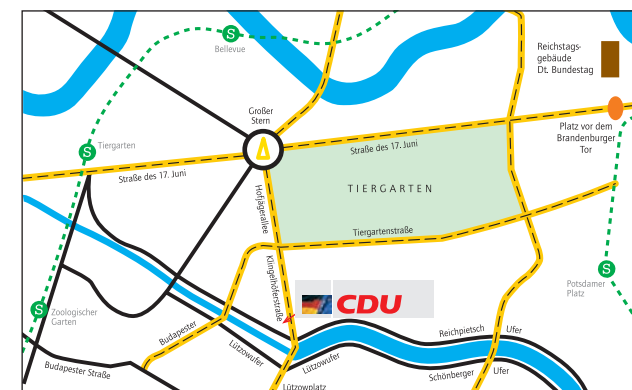 S
Bellevue
Reichstags-
gebäude
Dt. Bundestag
Großer
Stern
Platz vor dem
Brandenburger
Tor
S
Tiergarten
Straße des 17. Juni
Straße des 17. Juni
TIERGARTEN
Hofjägerallee
Tiergartenstraße
Klingelhöferstraße
S
Potsdamer
Platz
CDU
S
Zoologischer
Garten
Budapester
Lützowufer
Reichpietsch
Ufer
Lützowufer
Budapester Straße
Schönberger
Ufer
Lützowplatz